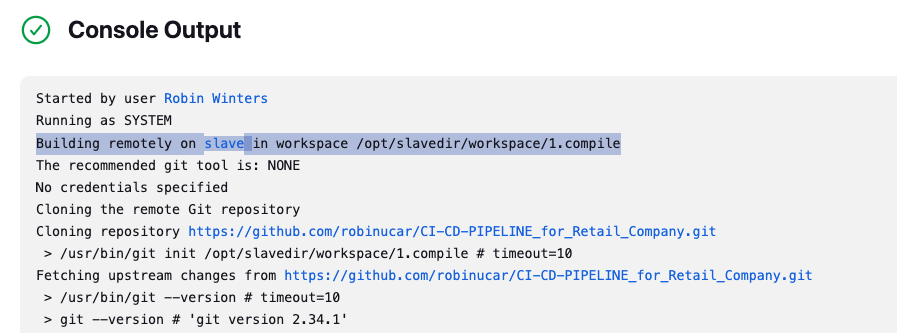 Console Output
Started by user Robin Winters
Running as SYSTEM
Building remotely on slave in workspace /opt/slavedir/workspace/1.compile
The recommended git tool is: NONE
No credentials specified
Cloning the remote Git repository
Cloning repository https://github.com/robinucar/CI-CD-PIPELINE_for_Retail_Company.git
 > /usr/bin/git init /opt/slavedir/workspace/1.compile # timeout=10
Fetching upstream changes from https://github.com/robinucar/CI-CD-PIPELINE_for_Retail_Company.git
 > /usr/bin/git --version # timeout=10
 > git --version # 'git version 2.34.1'